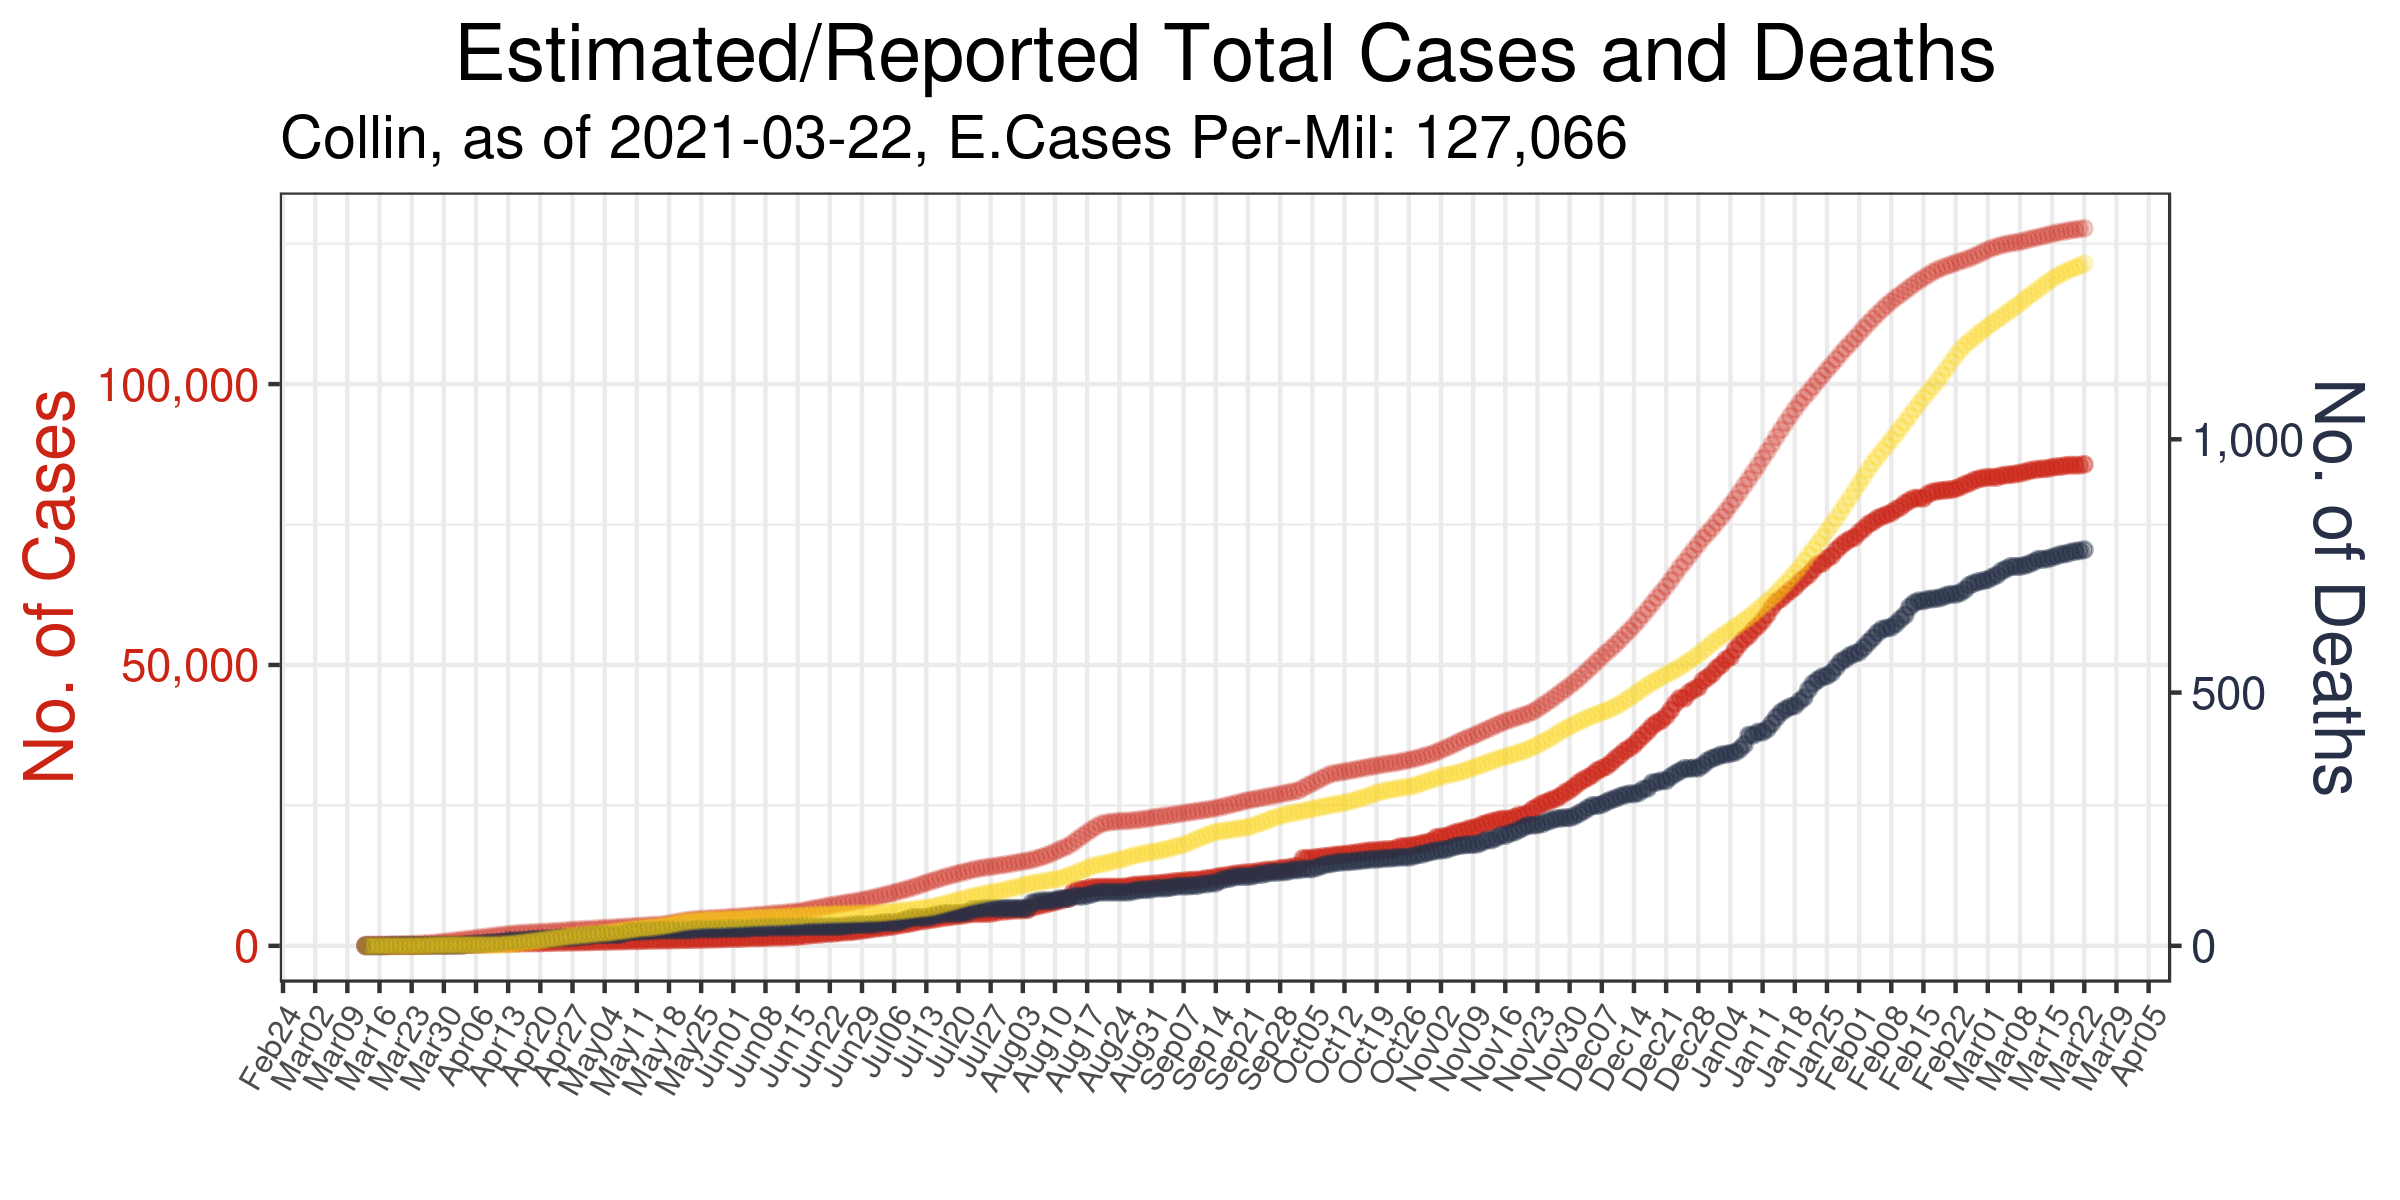 Estimated/Reported Total Cases and Deaths
Collin, as of 2021-03-22, E.Cases Per-Mil: 127,066
No. of Cases
100,000
50,000
0
1,000
500
0
No. of Deaths
Feb24
Mar02
Mar09
Mar16
Mar23
Mar30
Apr06
Apr13
Apr20
Apr27
May04
May11
May18
May25
Jun01
Jun08
Jun15
Jun22
Jun29
Jul06
Jul13
Jul20
Jul27
Aug03
Aug10
Aug17
Aug24
Aug31
Sep07
Sep14
Sep21
Sep28
Oct05
Oct12
Oct19
Oct26
Nov02
Nov09
Nov16
Nov23
Nov30
Dec07
Dec14
Dec21
Dec28
Jan04
Jan11
Jan18
Jan25
Feb01
Feb08
Feb15
Feb22
Mar01
Mar08
Mar15
Mar22
Mar29
Apr05